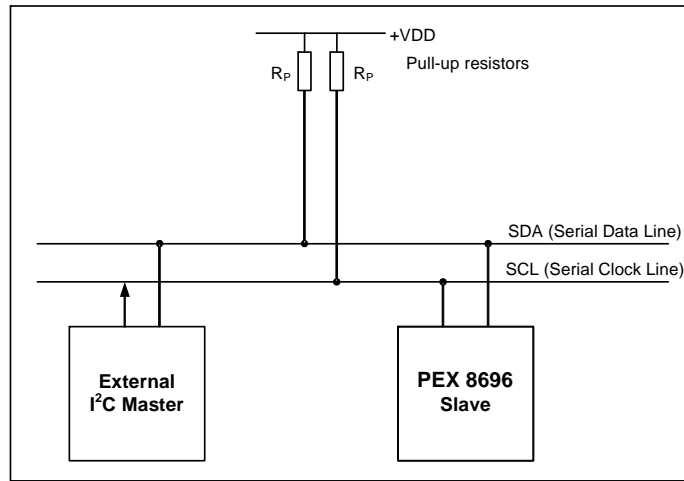 +VDD
RP
RP
Pull-up resistors
SDA (Serial Data Line)
SCL (Serial Clock Line)
External
I²C Master
PEX 8696
Slave